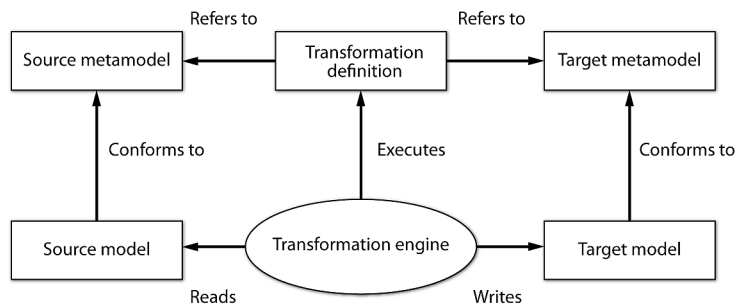 Refers to
Refers to
Source metamodel
Transformation
definition
Target metamodel
Conforms to
Executes
Conforms to
Source model
Transformation engine
Target model
Reads
Writes